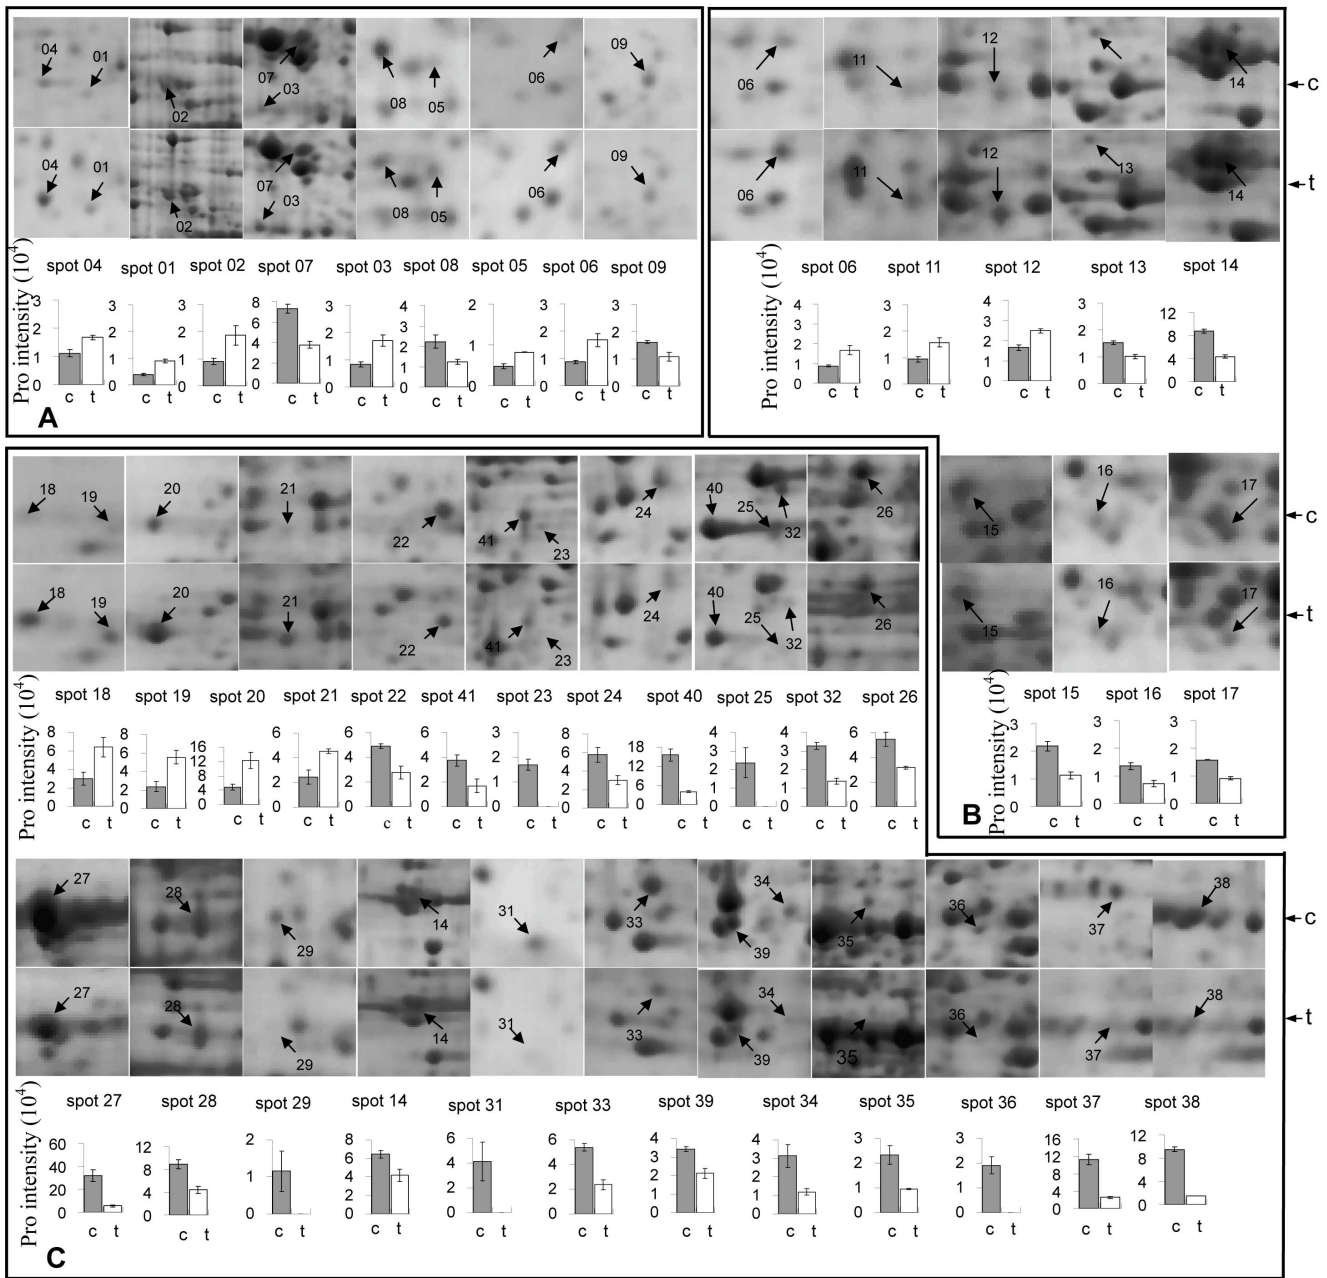 04 01 02 07 03 08 05 06 09
04 01 02 07 03 08 05 06 09
spot 04 spot 01 spot 02 spot 07 spot 03 spot 08 spot 05 spot 06 spot 09
Pro intensity (10⁴)
3 2 1 0
3 2 1 0
3 2 1 0
8 6 4 2 0
3 2 1 0
4 3 2 1 0
2 1 0
3 2 1 0
3 2 1 0
c t c t c t c t c t c t c t c t c t
A
06 11 12 13 14
c
06 11 12 13 14
t
spot 06 spot 11 spot 12 spot 13 spot 14
Pro intensity (10⁴)
4 3 2 1 0
3 2 1 0
4 3 2 1 0
3 2 1 0
12 8 4 0
c t c t c t c t c t
15 16 17
c
15 16 17
t
spot 15 spot 16 spot 17
Pro intensity (10⁴)
3 2 1 0
3 2 1 0
3 2 1 0
c t c t c t
B
18 19 20 21 22 41 23 24 40 25 32 26
18 19 20 21 22 41 23 24 40 25 32 26
spot 18 spot 19 spot 20 spot 21 spot 22 spot 41 spot 23 spot 24 spot 40 spot 25 spot 32 spot 26
Pro intensity (10⁴)
8 6 4 2 0
8 6 4 2 0
16 12 8 4 0
6 4 2 0
6 4 2 0
6 4 2 0
3 2 1 0
8 6 4 2 0
18 12 6 0
4 3 2 1 0
4 3 2 1 0
6 4 2 0
c t c t c t c t c t c t c t c t c t c t c t c t
27 28 29 14 31 33 39 34 35 36 37 38
c
27 28 29 14 31 33 39 34 35 36 37 38
t
spot 27 spot 28 spot 29 spot 14 spot 31 spot 33 spot 39 spot 34 spot 35 spot 36 spot 37 spot 38
Pro intensity (10⁴)
60 40 20 0
12 8 4 0
2 1 0
8 6 4 2 0
6 4 2 0
6 4 2 0
4 3 2 1 0
4 3 2 1 0
3 2 1 0
3 2 1 0
16 12 8 4 0
12 8 4 0
c t c t c t c t c t c t c t c t c t c t c t c t
C